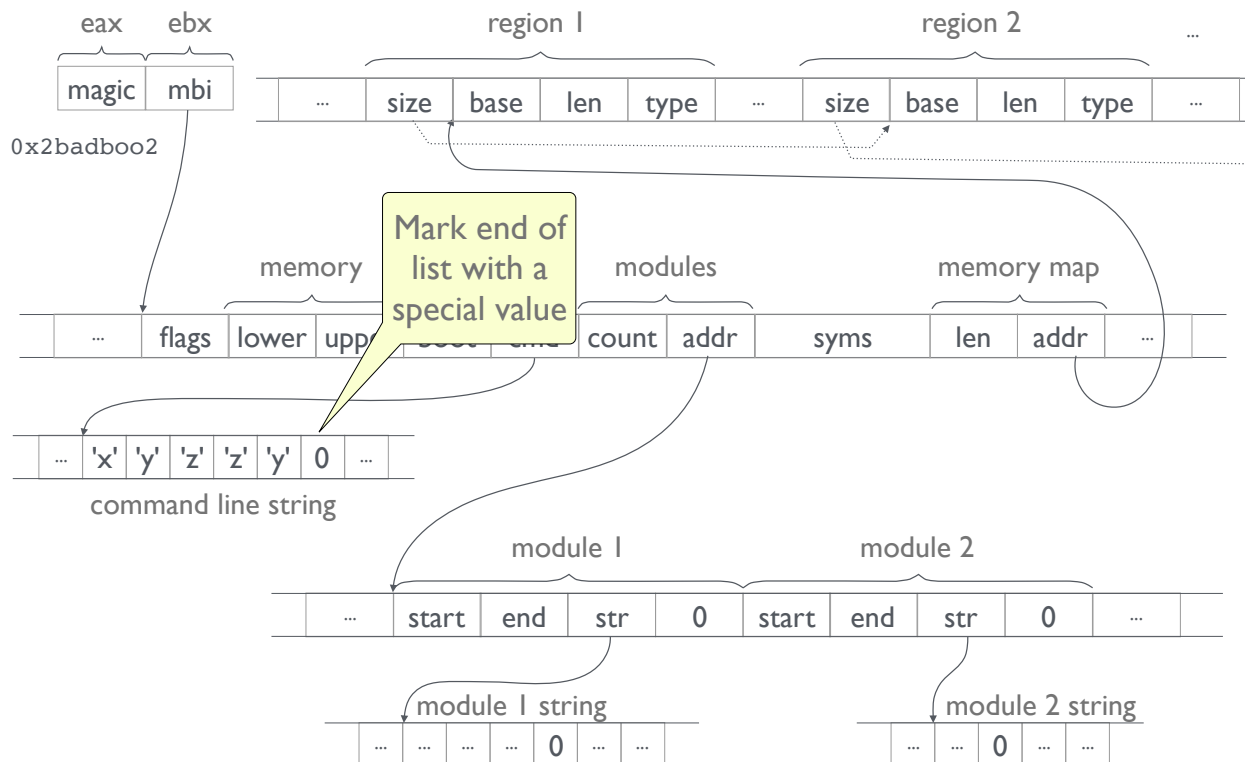 eax ebx region 1 region 2 ...
magic mbi ... size base len type ... size base len type ...
0x2badboo2
Mark end of
list with a
special value
memory modules memory map
... flags lower count addr syms len addr ...
... 'x' 'y' 'z' 'z' 'y' 0 ...
command line string
module 1 module 2
... start end str 0 start end str 0 ...
module 1 string module 2 string
... ... ... ... 0 ... ... ... ... 0 ... ...